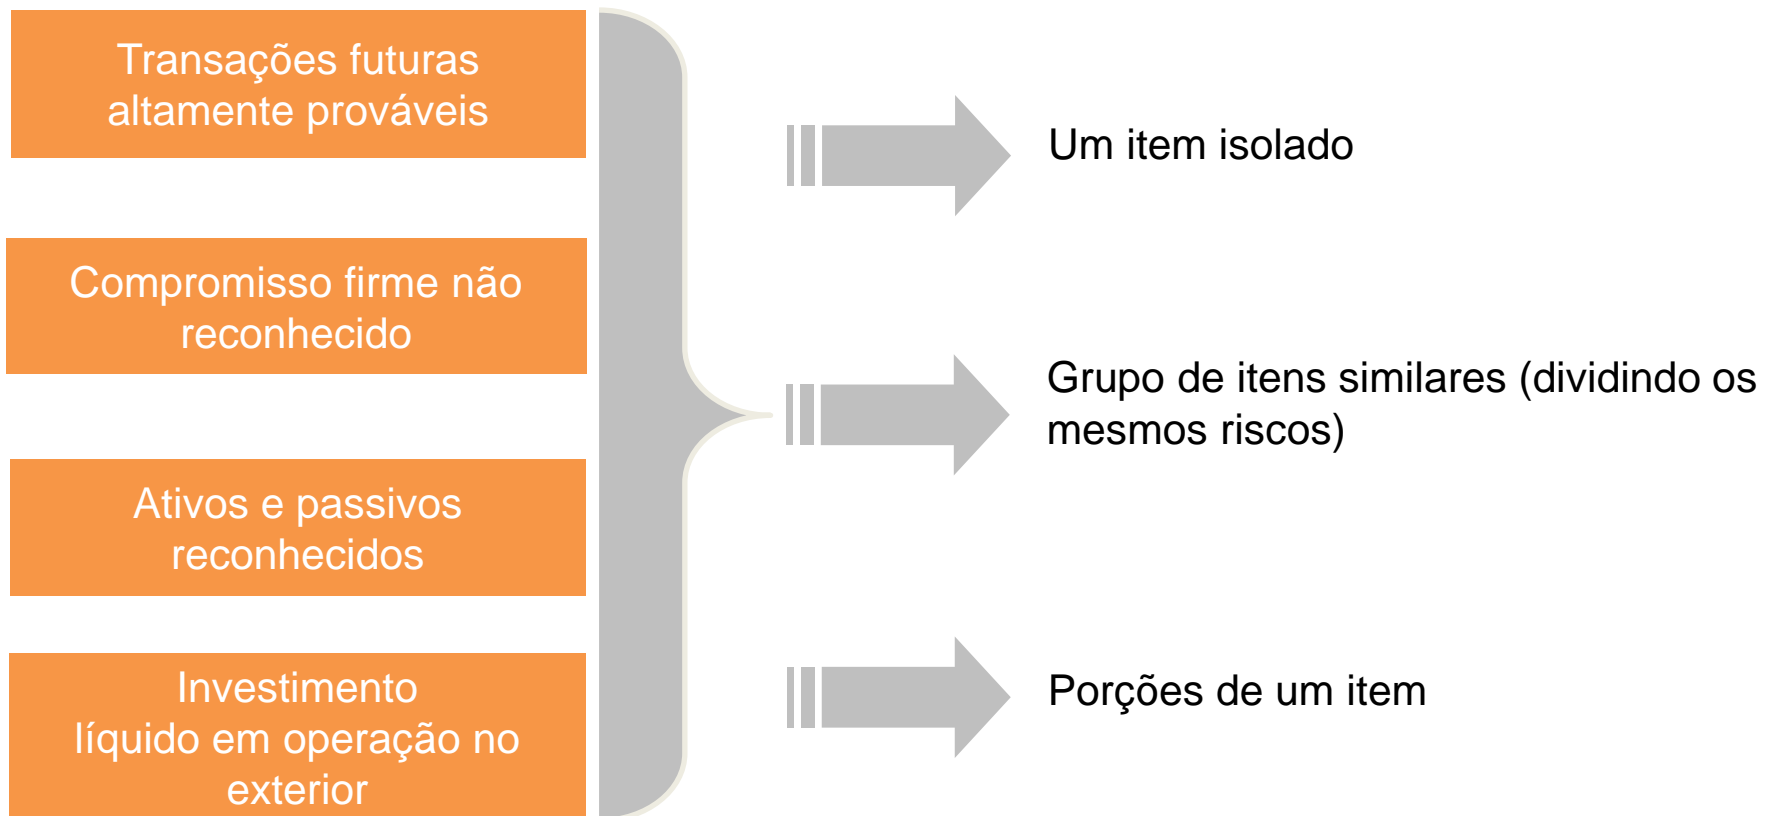 Transações futuras
altamente prováveis
Compromisso firme não
reconhecido
Ativos e passivos
reconhecidos
Investimento
líquido em operação no
exterior
Um item isolado
Grupo de itens similares (dividindo os
mesmos riscos)
Porções de um item